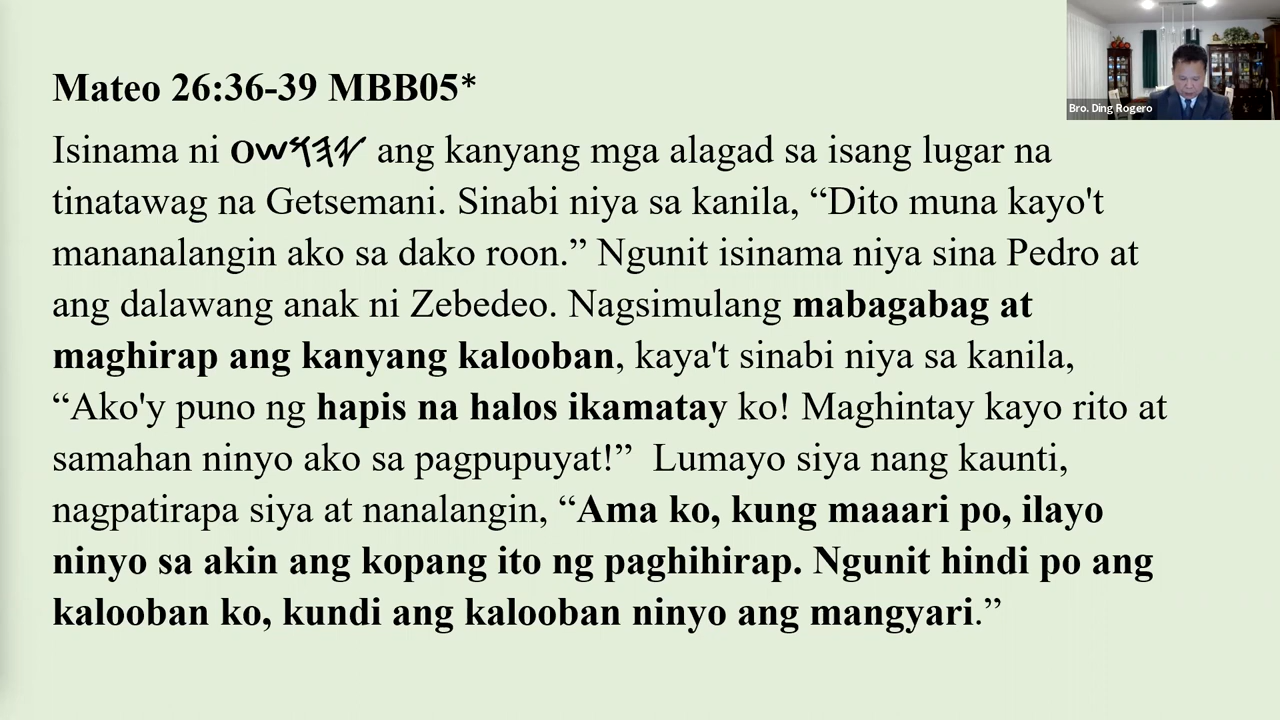 Mateo 26:36-39 MBB05*
Isinama ni 𐤏𐤔𐤅𐤄𐤉 ang kanyang mga alagad sa isang lugar na
tinatawag na Getsemani. Sinabi niya sa kanila, “Dito muna kayo't
mananalangin ako sa dako roon.” Ngunit isinama niya sina Pedro at
ang dalawang anak ni Zebedeo. Nagsimulang mabagabag at
maghirap ang kanyang kalooban, kaya't sinabi niya sa kanila,
“Ako'y puno ng hapis na halos ikamatay ko! Maghintay kayo rito at
samahan ninyo ako sa pagpupuyat!” Lumayo siya nang kaunti,
nagpatirapa siya at nanalangin, “Ama ko, kung maaari po, ilayo
ninyo sa akin ang kopang ito ng paghihirap. Ngunit hindi po ang
kalooban ko, kundi ang kalooban ninyo ang mangyari.”
Bro. Ding Rogero